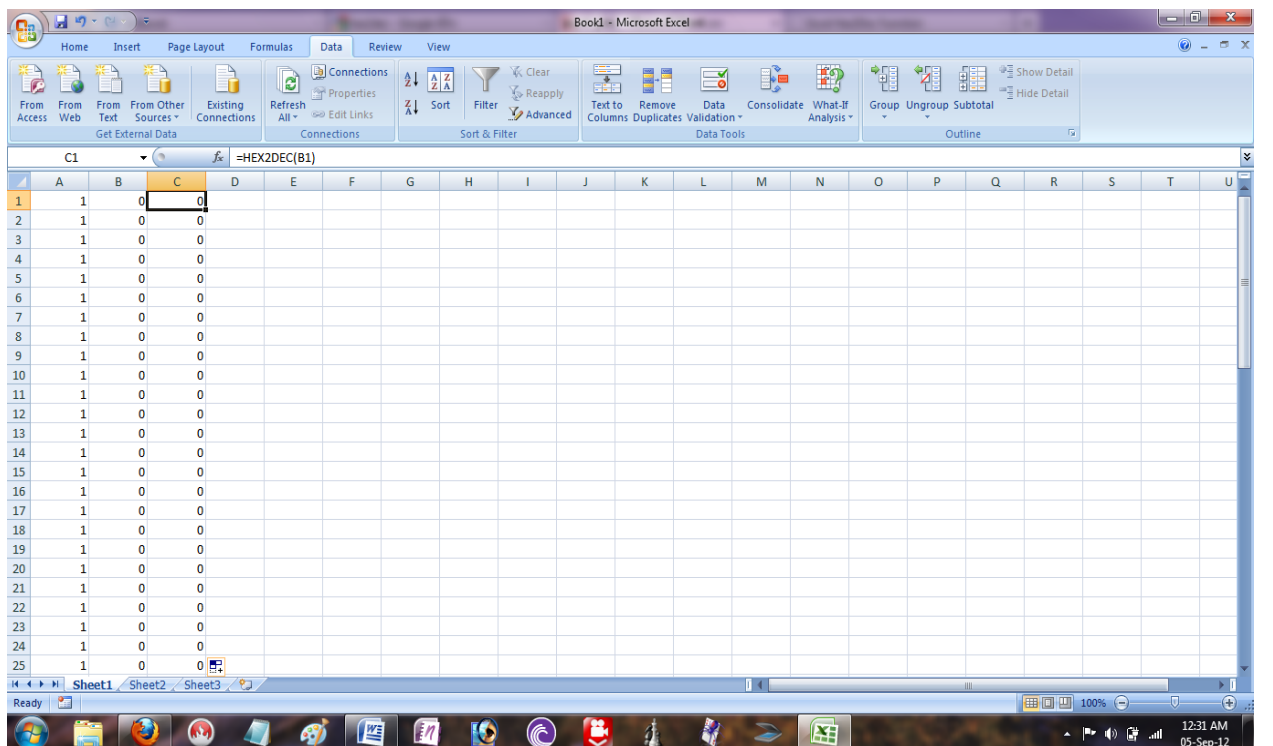 Book1 - Microsoft Excel
Home Insert Page Layout Formulas Data Review View
From Access From Web From Text From Other Sources Existing Connections Refresh All Connections Properties Edit Links Sort Filter Clear Reapply Advanced Text to Columns Remove Duplicates Data Validation Consolidate What-If Analysis Group Ungroup Subtotal Show Detail Hide Detail
Get External Data Connections Sort & Filter Data Tools Outline
C1 fx =HEX2DEC(B1)
A B C D E F G H I J K L M N O P Q R S T U
1 1 0 0
2 1 0 0
3 1 0 0
4 1 0 0
5 1 0 0
6 1 0 0
7 1 0 0
8 1 0 0
9 1 0 0
10 1 0 0
11 1 0 0
12 1 0 0
13 1 0 0
14 1 0 0
15 1 0 0
16 1 0 0
17 1 0 0
18 1 0 0
19 1 0 0
20 1 0 0
21 1 0 0
22 1 0 0
23 1 0 0
24 1 0 0
25 1 0 0
Sheet1 Sheet2 Sheet3
Ready 100%
12:31 AM
05-Sep-12